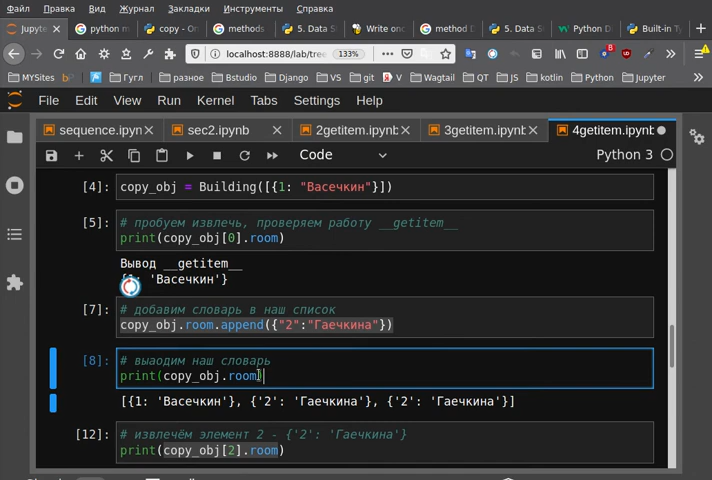 Файл Правка Вид Журнал Закладки Инструменты Справка
Jupyte python m copy - On methods 5. Data S Write onc method D 5. Data S Python D Built-in Ty
localhost:8888/lab/tree 133%
MYSites Гугл разное Bstudio Django VS git Я V Wagtail QT JS kotlin Python Jupyter
File Edit View Run Kernel Tabs Settings Help
sequence.ipyn sec2.ipynb 2getitem.ipynb 3getitem.ipynb 4getitem.ipynb
Code Python 3
[4]: copy_obj = Building([{1: "Васечкин"}])
[5]: # пробуем извлечь, проверяем работу __getitem__
print(copy_obj[0].room)
Вывод __getitem__
{1: 'Васечкин'}
[7]: # добавим словарь в наш список
copy_obj.room.append({"2":"Гаечкина"})
[8]: # выаодим наш словарь
print(copy_obj.room)
[{1: 'Васечкин'}, {'2': 'Гаечкина'}, {'2': 'Гаечкина'}]
[12]: # извлечём элемент 2 - {'2': 'Гаечкина'}
print(copy_obj[2].room)